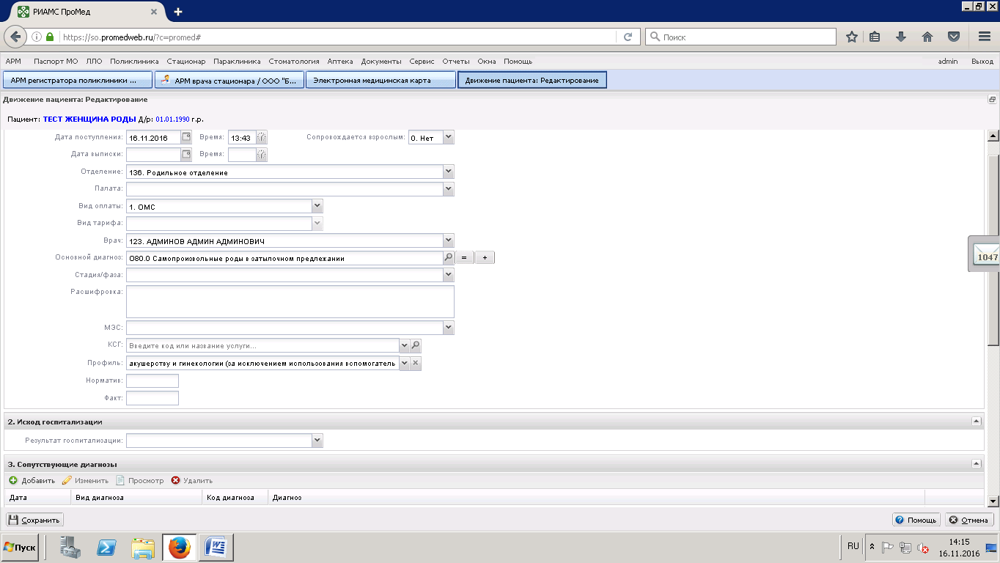 РИАМС ПроМед
https://so.promedweb.ru/?c=promed#
Поиск
АРМ Паспорт МО ЛЛО Поликлиника Стационар Параклиника Стоматология Аптека Документы Сервис Отчеты Окна Помощь admin Выход
АРМ регистратора поликлиники ... АРМ врача стационара / ООО "Б... Электронная медицинская карта Движение пациента: Редактирование
Движение пациента: Редактирование
Пациент: ТЕСТ ЖЕНЩИНА РОДЫ Д/р: 01.01.1990 г.р.
Дата поступления: 16.11.2016 Время: 13:43 Сопровождается взрослым: 0. Нет
Дата выписки: Время:
Отделение: 136. Родильное отделение
Палата:
Вид оплаты: 1. ОМС
Вид тарифа:
Врач: 123. АДМИНОВ АДМИН АДМИНОВИЧ
Основной диагноз: O80.0 Самопроизвольные роды в затылочном предлежании = +
1047
Стадия/фаза:
Расшифровка:
МЭС:
КСГ: Введите код или название услуги...
Профиль: акушерству и гинекологии (за исключением использования вспомогатель
Норматив:
Факт:
2. Исход госпитализации
Результат госпитализации:
3. Сопутствующие диагнозы
Добавить Изменить Просмотр Удалить
Дата Вид диагноза Код диагноза Диагноз
Сохранить Помощь Отмена
Пуск RU 14:15
16.11.2016